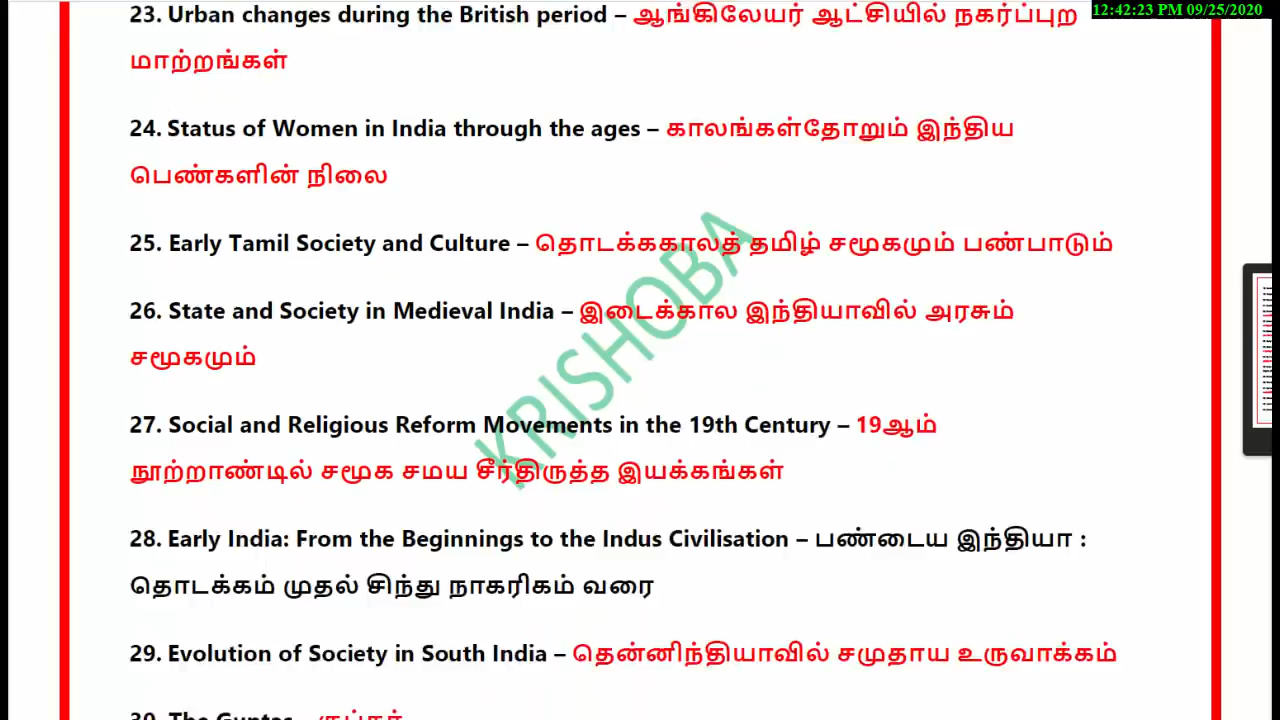 12:42:23 PM 09/25/2020
23. Urban changes during the British period – ஆங்கிலேயர் ஆட்சியில் நகர்ப்புற
மாற்றங்கள்
24. Status of Women in India through the ages – காலங்கள்தோறும் இந்திய
பெண்களின் நிலை
25. Early Tamil Society and Culture – தொடக்ககாலத் தமிழ் சமூகமும் பண்பாடும்
26. State and Society in Medieval India – இடைக்கால இந்தியாவில் அரசும்
சமூகமும்
27. Social and Religious Reform Movements in the 19th Century – 19ஆம்
நூற்றாண்டில் சமூக சமய சீர்திருத்த இயக்கங்கள்
28. Early India: From the Beginnings to the Indus Civilisation – பண்டைய இந்தியா :
தொடக்கம் முதல் சிந்து நாகரிகம் வரை
29. Evolution of Society in South India – தென்னிந்தியாவில் சமுதாய உருவாக்கம்
30. The Guptas – குப்தர்
KRISHOBA